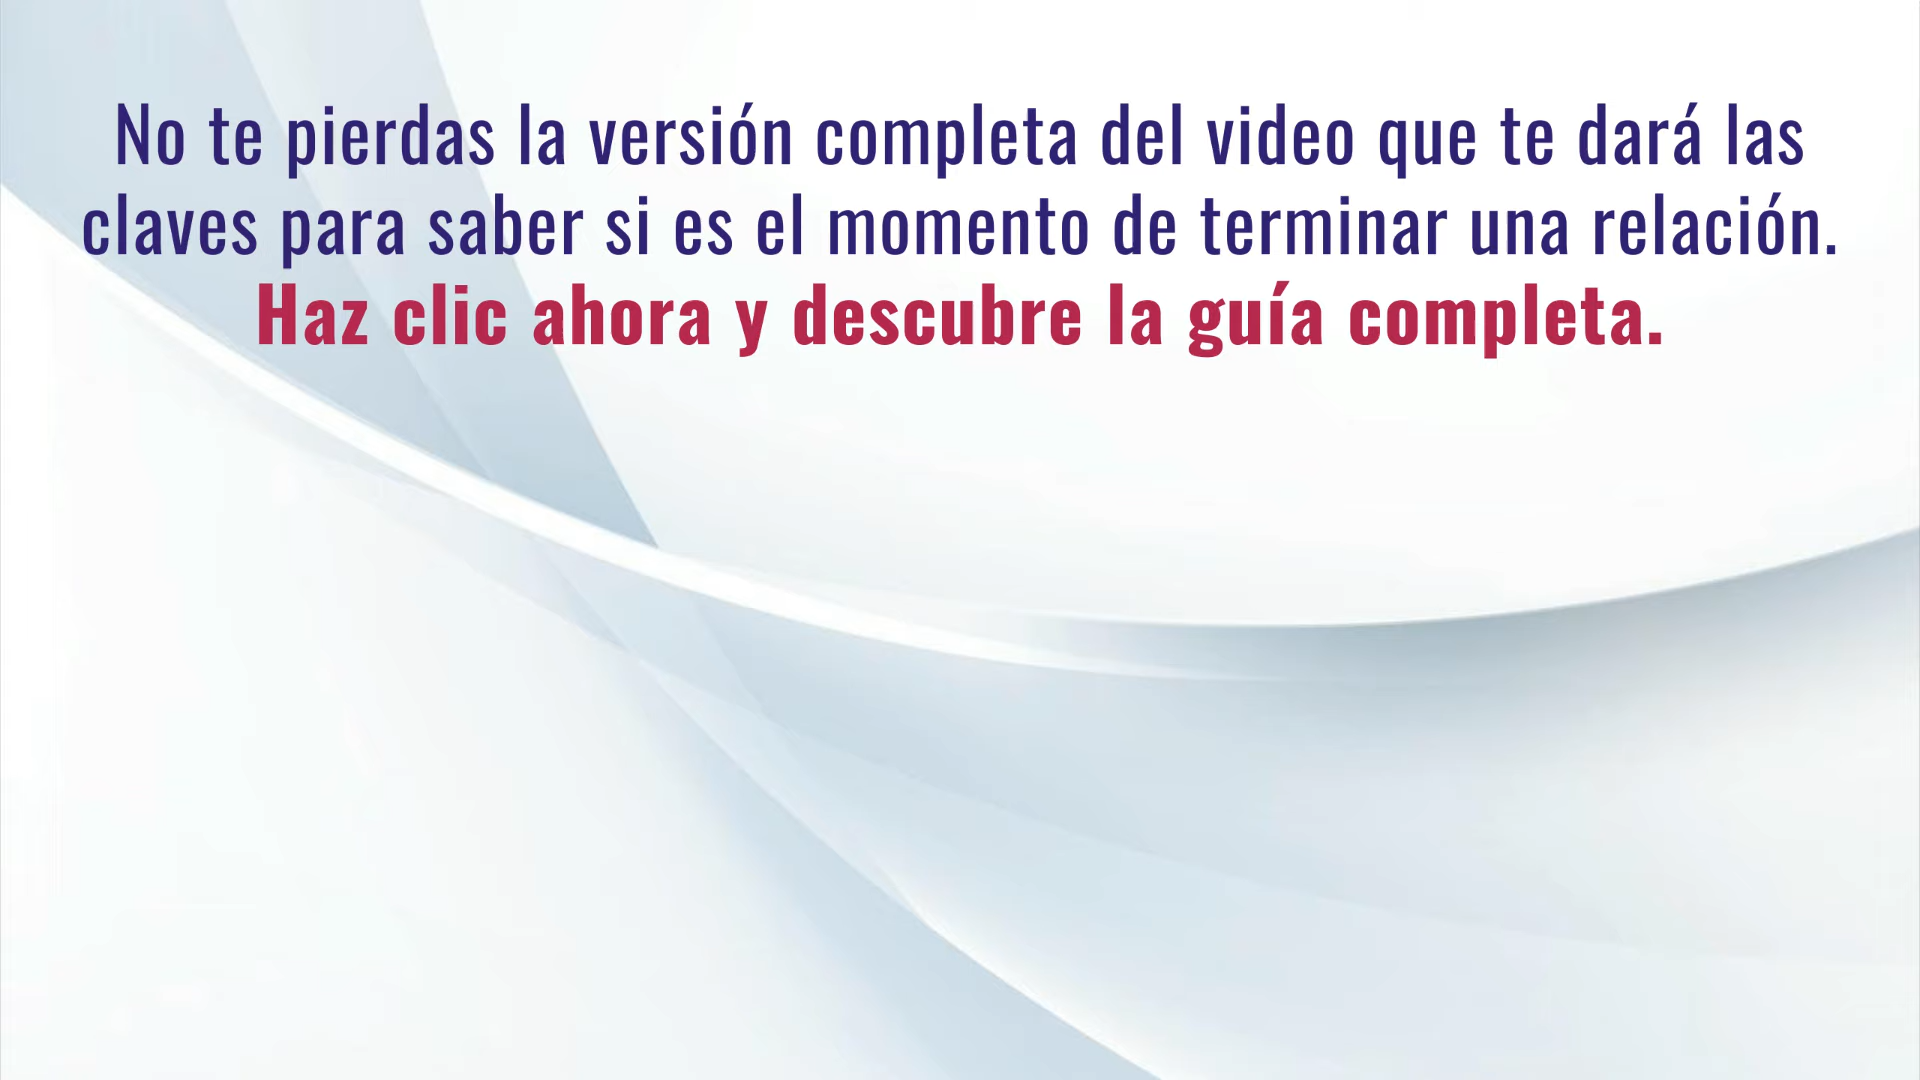 No te pierdas la versión completa del video que te dará las
claves para saber si es el momento de terminar una relación.
Haz clic ahora y descubre la guía completa.